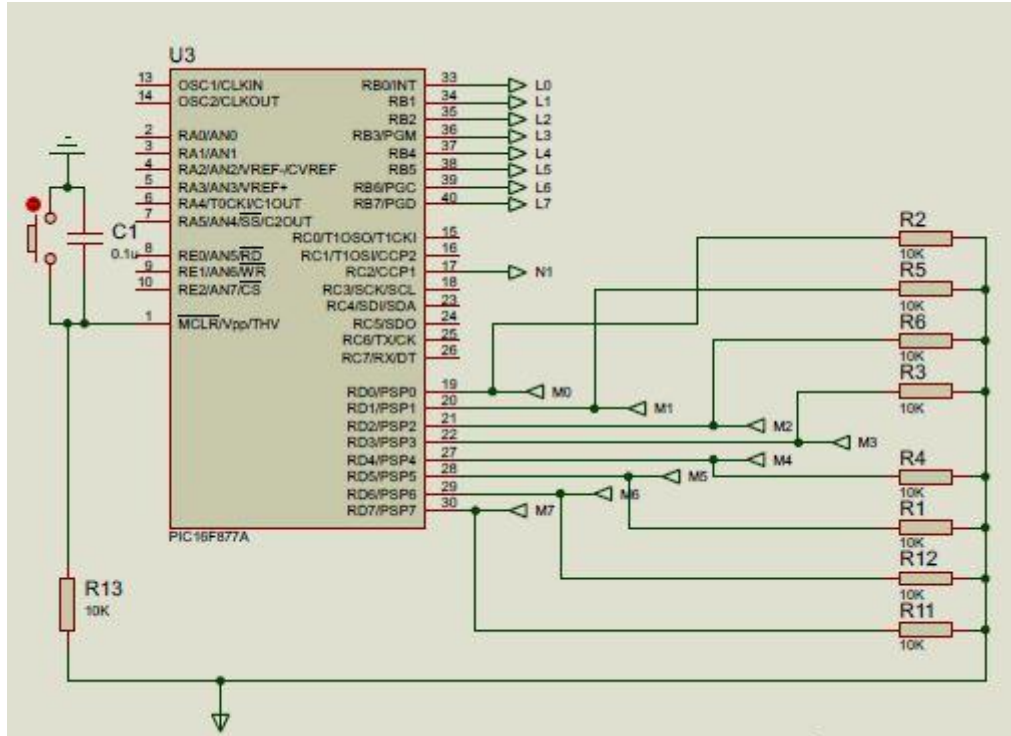 U3
13 OSC1/CLKIN
14 OSC2/CLKOUT
2 RA0/AN0
3 RA1/AN1
4 RA2/AN2/VREF-/CVREF
5 RA3/AN3/VREF+
6 RA4/T0CKI/C1OUT
7 RA5/AN4/SS/C2OUT
8 RE0/AN5/RD
9 RE1/AN6/WR
10 RE2/AN7/CS
1 MCLR/Vpp/THV
RB0/INT 33 L0
RB1 34 L1
RB2 35 L2
RB3/PGM 36 L3
RB4 37 L4
RB5 38 L5
RB6/PGC 39 L6
RB7/PGD 40 L7
RC0/T1OSO/T1CKI 15
RC1/T1OSI/CCP2 16
RC2/CCP1 17 N1
RC3/SCK/SCL 18
RC4/SDI/SDA 23
RC5/SDO 24
RC6/TX/CK 25
RC7/RX/DT 26
RD0/PSP0 19 M0
RD1/PSP1 20 M1
RD2/PSP2 21 M2
RD3/PSP3 22 M3
RD4/PSP4 27 M4
RD5/PSP5 28 M5
RD6/PSP6 29 M6
RD7/PSP7 30 M7
PIC16F877A
C1
0.1u
R13
10K
R2
10K
R5
10K
R6
10K
R3
10K
R4
10K
R1
10K
R12
10K
R11
10K